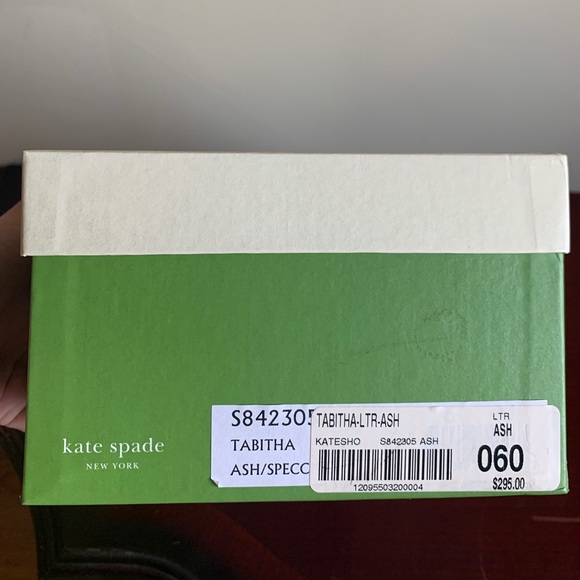 kate spade
NEW YORK
S842305
TABITHA
ASH/SPECC
TABITHA-LTR-ASH
KATESHO S842305 ASH
12095503200004
LTR
ASH
060
$295.00